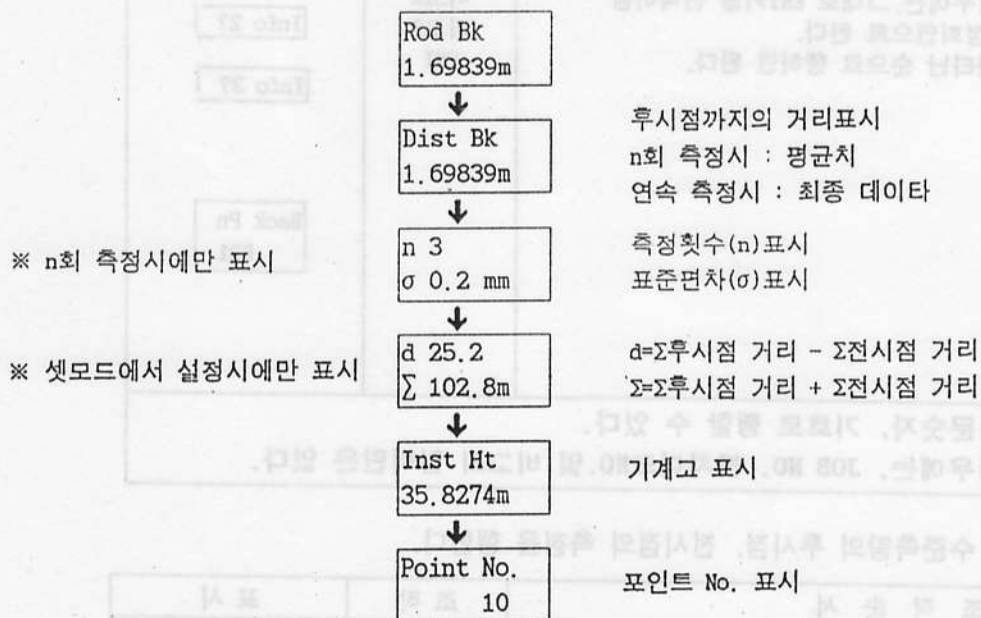 Rod Bk
1.69839m
Dist Bk
1.69839m
후시점까지의 거리표시
n회 측정시 : 평균치
연속 측정시 : 최종 데이타
※ n회 측정시에만 표시
n 3
σ 0.2 mm
측정횟수(n)표시
표준편차(σ)표시
※ 셋모드에서 설정시에만 표시
d 25.2
∑ 102.8m
d=Σ후시점 거리 - Σ전시점 거리
Σ=Σ후시점 거리 + Σ전시점 거리
Inst Ht
35.8274m
기계고 표시
Point No.
10
포인트 No. 표시